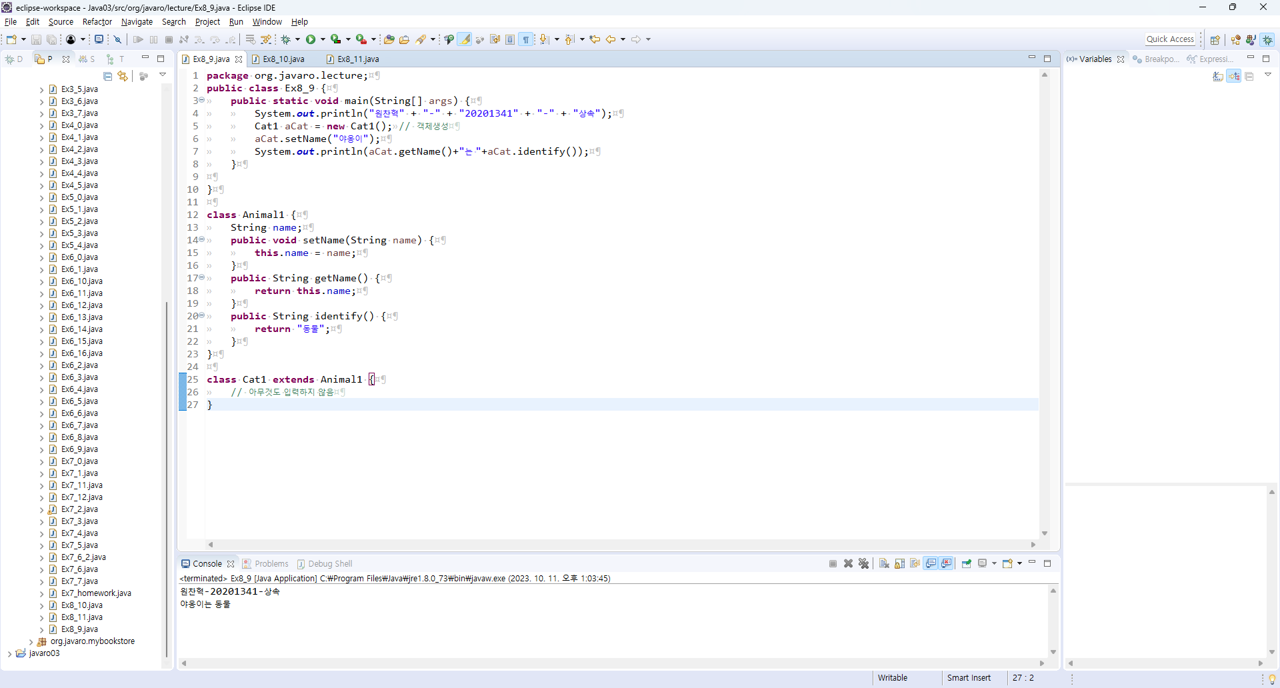 eclipse-workspace - Java03/src/org/javaro/lecture/Ex8_9.java - Eclipse IDE
File Edit Source Refactor Navigate Search Project Run Window Help
Quick Access
D P S T
Ex8_9.java Ex8_10.java Ex8_11.java
Variables Breakpo... Expressi...
Ex3_5.java
Ex3_6.java
Ex3_7.java
Ex4_0.java
Ex4_1.java
Ex4_2.java
Ex4_3.java
Ex4_4.java
Ex4_5.java
Ex5_0.java
Ex5_1.java
Ex5_2.java
Ex5_3.java
Ex5_4.java
Ex6_0.java
Ex6_1.java
Ex6_10.java
Ex6_11.java
Ex6_12.java
Ex6_13.java
Ex6_14.java
Ex6_15.java
Ex6_16.java
Ex6_2.java
Ex6_3.java
Ex6_4.java
Ex6_5.java
Ex6_6.java
Ex6_7.java
Ex6_8.java
Ex6_9.java
Ex7_0.java
Ex7_1.java
Ex7_11.java
Ex7_12.java
Ex7_2.java
Ex7_3.java
Ex7_4.java
Ex7_5.java
Ex7_6_2.java
Ex7_6.java
Ex7_7.java
Ex7_homework.java
Ex8_10.java
Ex8_11.java
Ex8_9.java
org.javaro.mybookstore
javaro03
1 package org.javaro.lecture;
2 public class Ex8_9 {
3 public static void main(String[] args) {
4 System.out.println("원찬혁" + "-" + "20201341" + "-" + "상속");
5 Cat1 aCat = new Cat1(); // 객체생성
6 aCat.setName("야옹이");
7 System.out.println(aCat.getName()+"는 "+aCat.identify());
8 }
9
10 }
11
12 class Animal1 {
13 String name;
14 public void setName(String name) {
15 this.name = name;
16 }
17 public String getName() {
18 return this.name;
19 }
20 public String identify() {
21 return "동물";
22 }
23 }
24
25 class Cat1 extends Animal1 {
26 // 아무것도 입력하지 않음
27 }
Console Problems Debug Shell
<terminated> Ex8_9 [Java Application] C:₩Program Files₩Java₩jre1.8.0_73₩bin₩javaw.exe (2023. 10. 11. 오후 1:03:45)
원찬혁-20201341-상속
야옹이는 동물
Writable Smart Insert 27 : 2